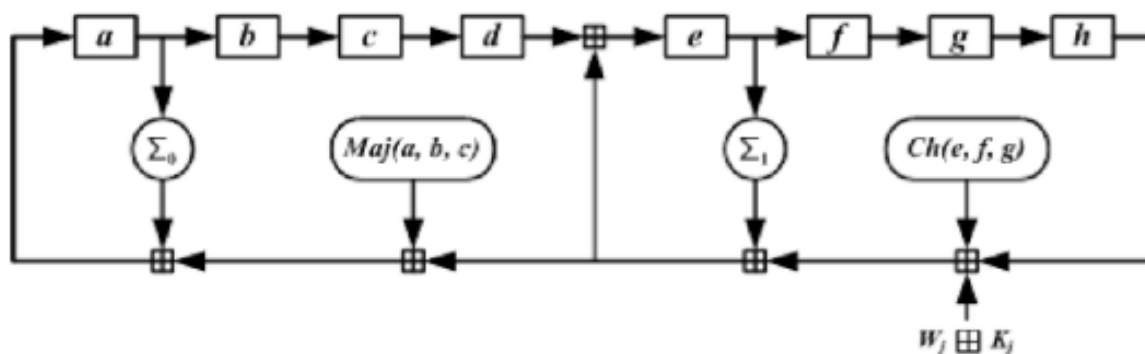 a b c d e f g h
Σ₀ Maj(a, b, c) Σ₁ Ch(e, f, g)
Wⱼ ⊞ Kⱼ